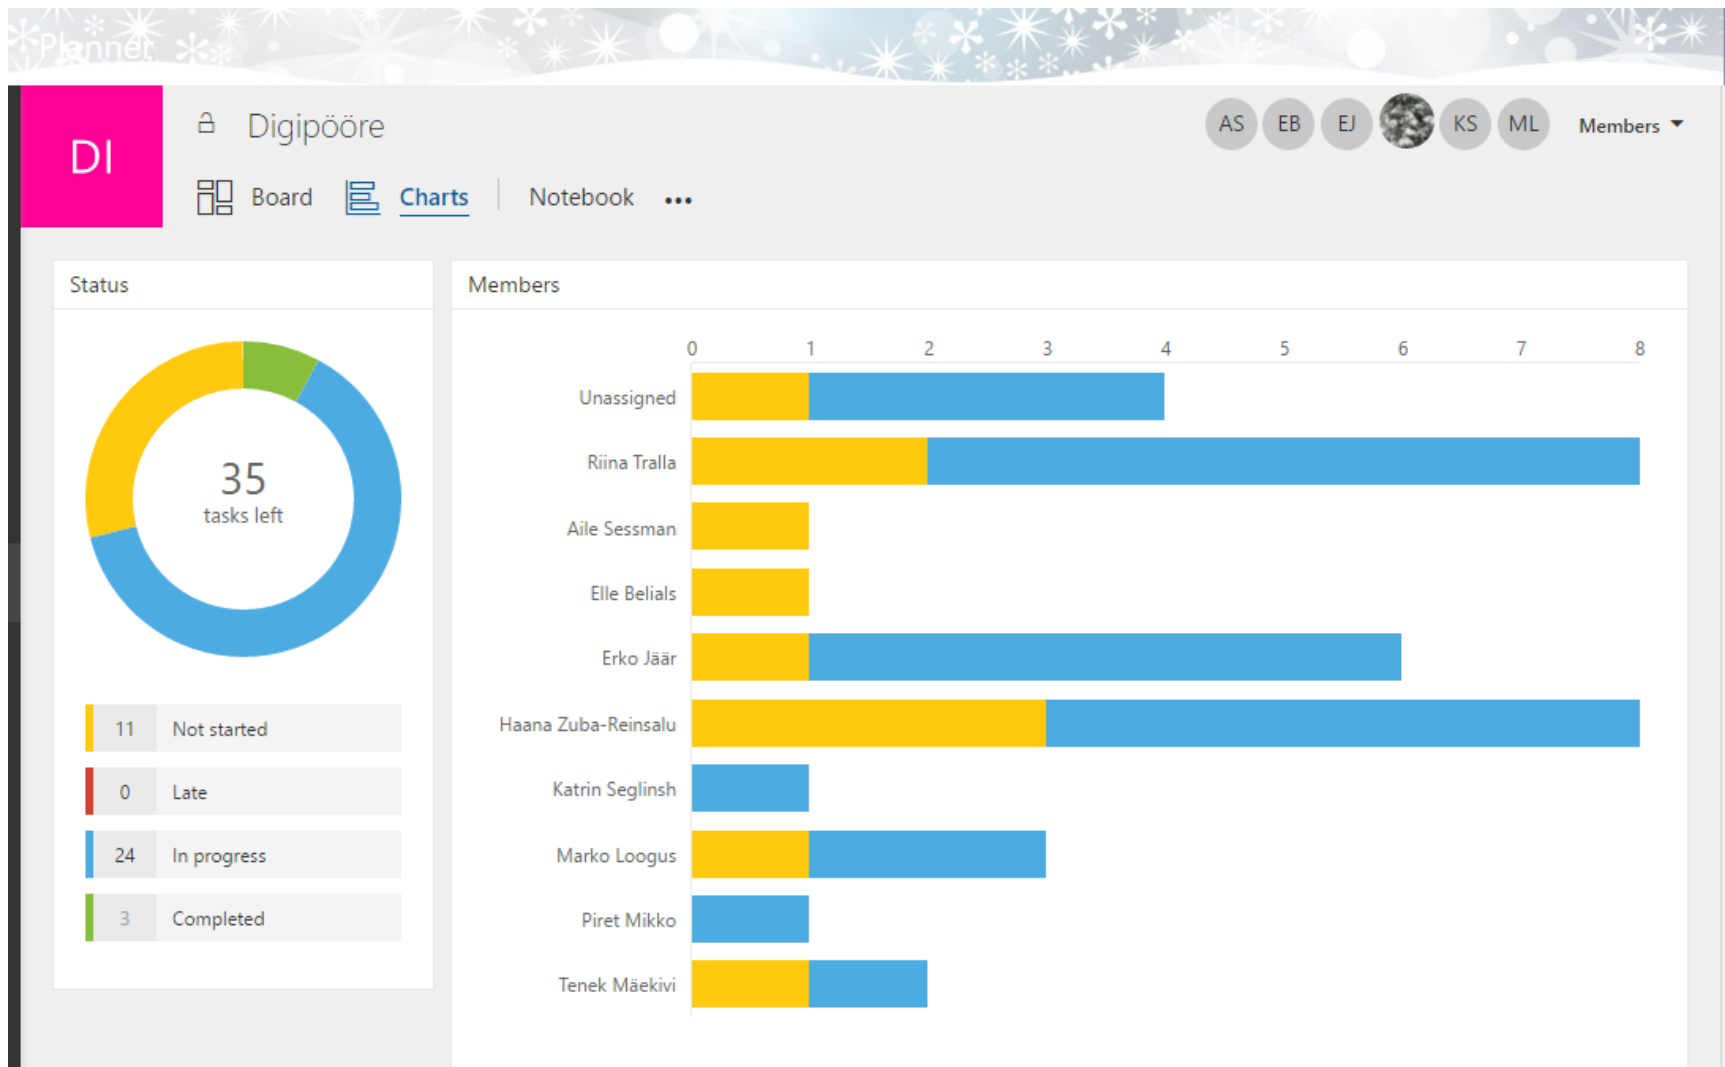 Planner
DI
Digipööre
AS EB EJ KS ML Members
Board Charts Notebook •••
Status
35
tasks left
11 Not started
0 Late
24 In progress
3 Completed
Members
0 1 2 3 4 5 6 7 8
Unassigned
Riina Tralla
Aile Sessman
Elle Belials
Erko Jäär
Haana Zuba-Reinsalu
Katrin Seglinsh
Marko Loogus
Piret Mikko
Tenek Mäekivi